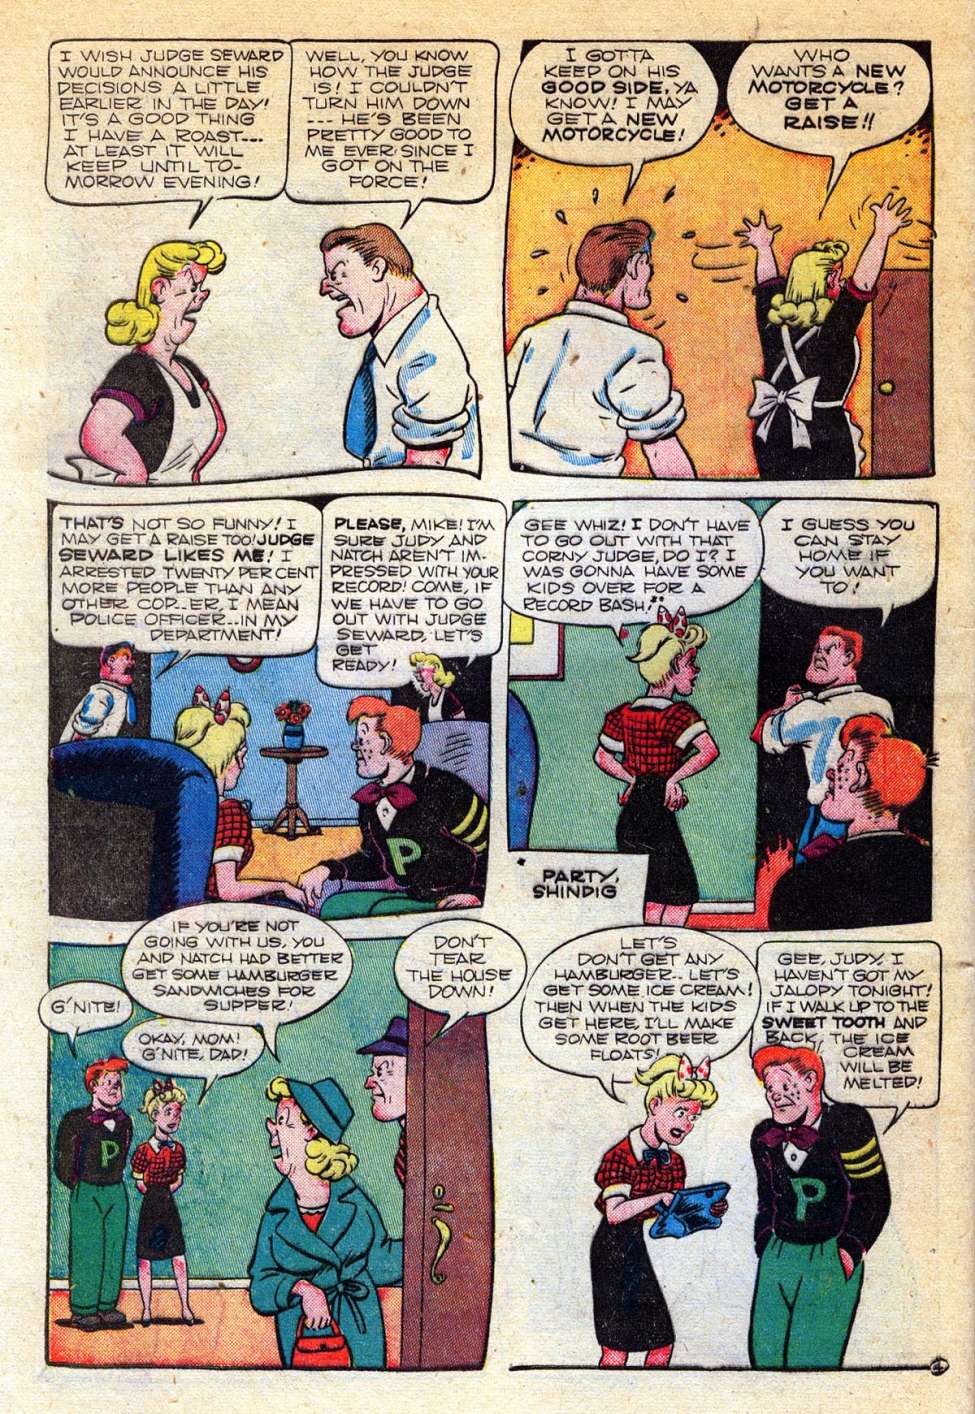 I WISH JUDGE SEWARD
WOULD ANNOUNCE HIS
DECISIONS A LITTLE
EARLIER IN THE DAY!
IT'S A GOOD THING
I HAVE A ROAST...
AT LEAST IT WILL
KEEP UNTIL TO-
MORROW EVENING!
WELL, YOU KNOW
HOW THE JUDGE
IS! I COULDN'T
TURN HIM DOWN
--- HE'S BEEN
PRETTY GOOD TO
ME EVER SINCE I
GOT ON THE
FORCE!
I GOTTA
KEEP ON HIS
GOOD SIDE, YA
KNOW! I MAY
GET A NEW
MOTORCYCLE!
WHO
WANTS A NEW
MOTORCYCLE?
GET A
RAISE!!
THAT'S NOT SO FUNNY! I
MAY GET A RAISE TOO! JUDGE
SEWARD LIKES ME! I
ARRESTED TWENTY PER CENT
MORE PEOPLE THAN ANY
OTHER COP...ER, I MEAN
POLICE OFFICER..IN MY
DEPARTMENT!
PLEASE, MIKE! I'M
SURE JUDY AND
NATCH AREN'T IM-
PRESSED WITH YOUR
RECORD! COME, IF
WE HAVE TO GO
OUT WITH JUDGE
SEWARD, LET'S
GET
READY!
GEE WHIZ! I DON'T HAVE
TO GO OUT WITH THAT
CORNY JUDGE, DO I? I
WAS GONNA HAVE SOME
KIDS OVER FOR A
RECORD BASH!**
I GUESS YOU
CAN STAY
HOME IF
YOU WANT
TO!
* PARTY,
SHINDIG
G'NITE!
IF YOU'RE NOT
GOING WITH US, YOU
AND NATCH HAD BETTER
GET SOME HAMBURGER
SANDWICHES FOR
SUPPER!
OKAY, MOM!
G'NITE, DAD!
DON'T
TEAR
THE HOUSE
DOWN!
P
LET'S
DON'T GET ANY
HAMBURGER.. LET'S
GET SOME ICE CREAM!
THEN WHEN THE KIDS
GET HERE, I'LL MAKE
SOME ROOT BEER
FLOATS!
GEE, JUDY, I
HAVEN'T GOT MY
JALOPY TONIGHT!
IF I WALK UP TO THE
SWEET TOOTH AND
BACK, THE ICE
CREAM
WILL BE
MELTED!
P
P